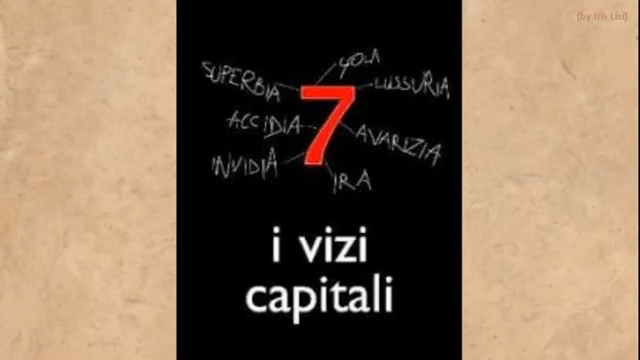 (by Iris Lisi)
GOLA
SUPERBIA
LUSSURIA
7
ACCIDIA
AVARIZIA
INVIDIA
IRA
i vizi
capitali